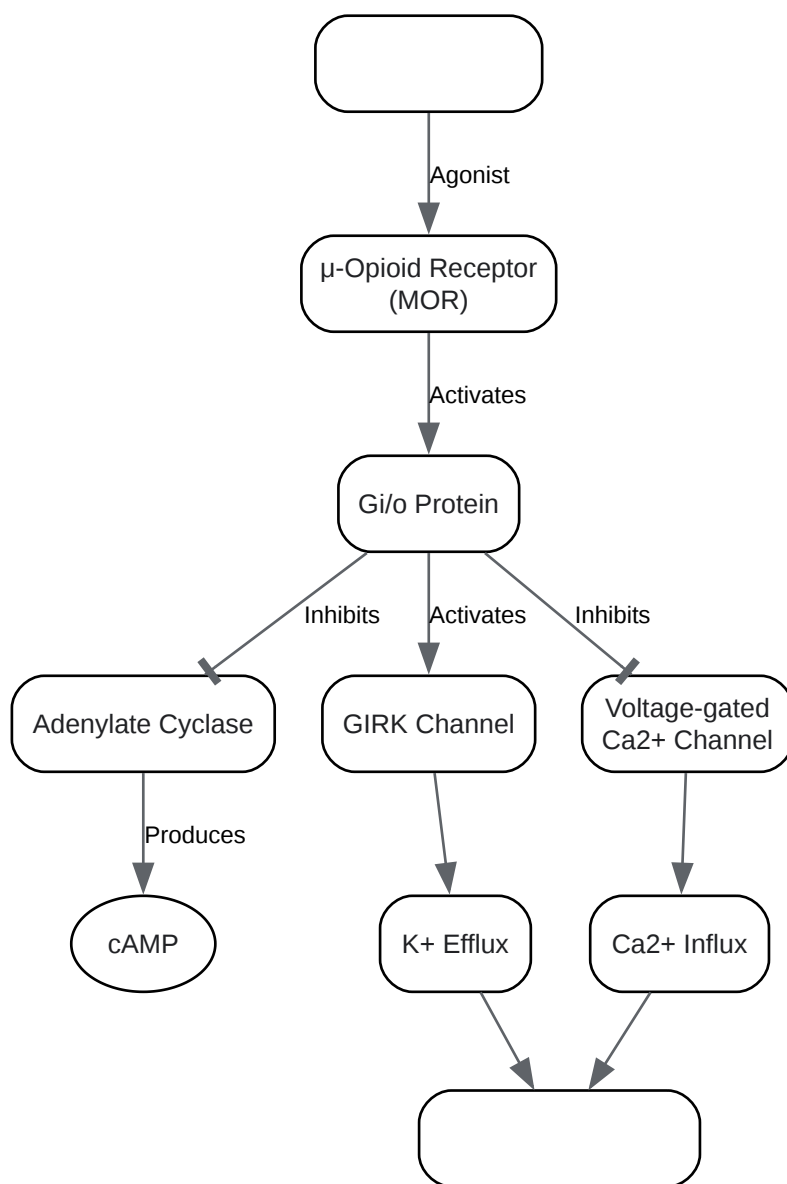 Agonist
μ-Opioid Receptor
(MOR)
Activates
Gi/o Protein
Inhibits
Activates
Inhibits
Adenylate Cyclase
GIRK Channel
Voltage-gated
Ca2+ Channel
Produces
cAMP
K+ Efflux
Ca2+ Influx